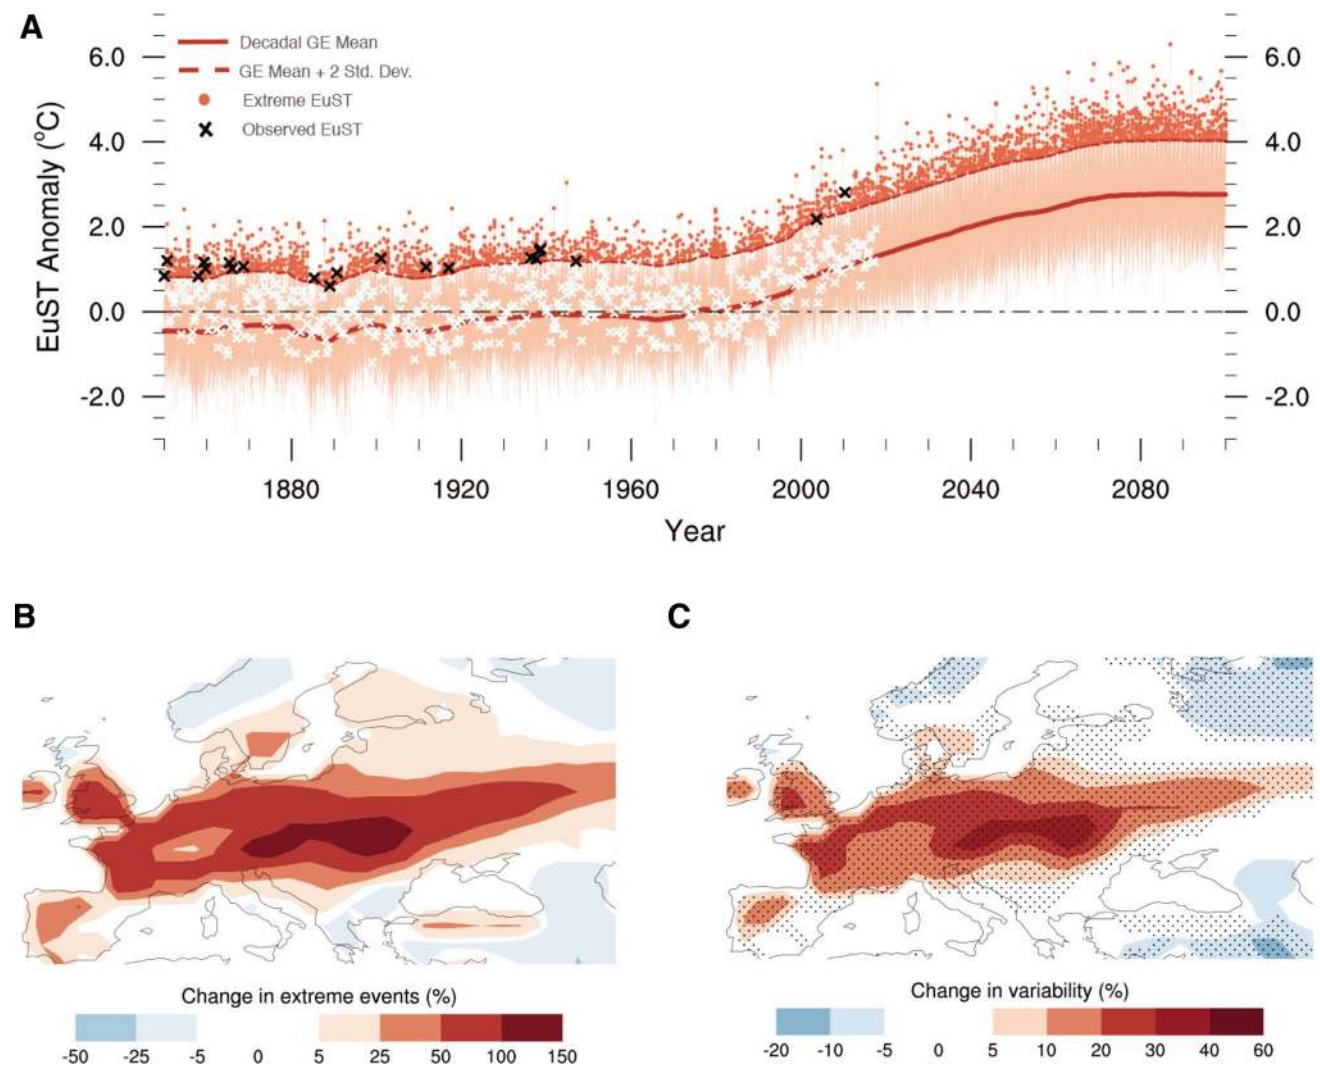 A
Decadal GE Mean
GE Mean + 2 Std. Dev.
Extreme EuST
Observed EuST
EuST Anomaly (°C)
6.0
4.0
2.0
0.0
-2.0
6.0
4.0
2.0
0.0
-2.0
1880 1920 1960 2000 2040 2080
Year
B
C
Change in extreme events (%)
-50 -25 -5 0 5 25 50 100 150
Change in variability (%)
-20 -10 -5 0 5 10 20 30 40 60